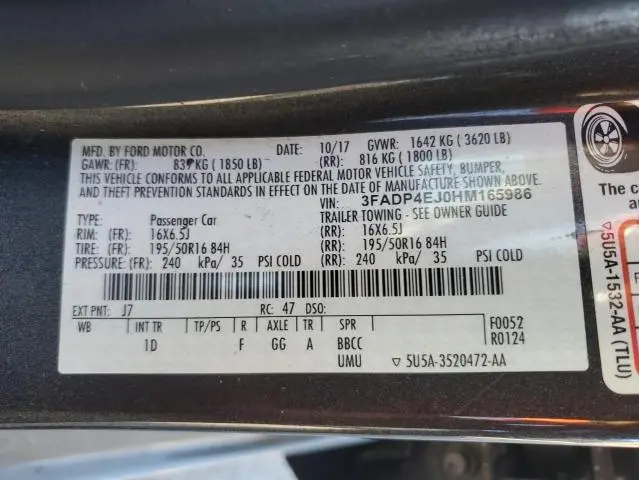 MFD. BY FORD MOTOR CO. DATE: 10/17 GVWR: 1642 KG ( 3620 LB)
GAWR: (FR): KG ( 1850 LB) (RR): 816 KG ( 1800 LB)
THIS VEHICLE CONFORMS TO ALL APPLICABLE FEDERAL MOTOR VEHICLE SAFETY, BUMPER,
AND THEFT PREVENTION STANDARDS IN EFFECT ON THE DATE OF MANUFACTURE SHOWN ABOVE.
VIN: 3FADP4EJ0HM165986
TYPE: Passenger Car TRAILER TOWING - SEE OWNER GUIDE
RIM: (FR): 16X6.5J (RR): 16X6.5J
TIRE: (FR): 195/50R16 84H (RR): 195/50R16 84H
PRESSURE: (FR): 240 kPa/ 35 PSI COLD (RR): 240 kPa/ 35 PSI COLD
EXT PNT: J7 RC: 47 DSO:
WB INT TR TP/PS R AXLE TR SPR F0052
1D F GG A BBCC R0124
UMU ▽ 5U5A-3520472-AA
The c
▽5U5A-1532-AA (TLU)